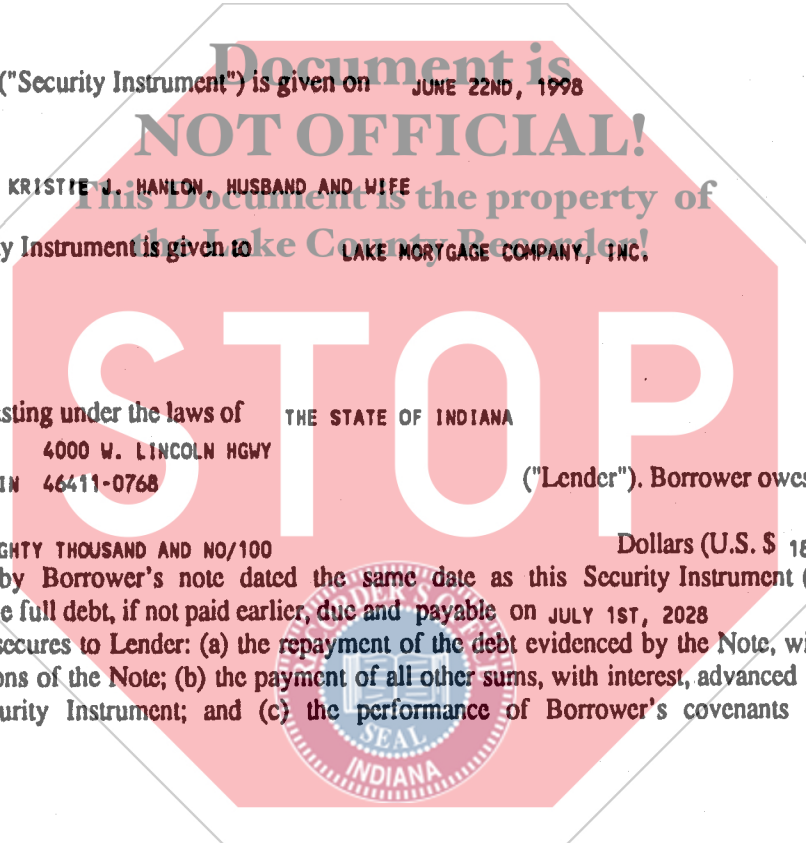 Document is
("Security Instrument") is given on JUNE 22ND, 1998
NOT OFFICIAL!
KRISTIE J. HANLON, HUSBAND AND WIFE
This Document is the property of
the Lake County Recorder!
y Instrument is given to LAKE MORTGAGE COMPANY, INC.
STOP
sting under the laws of THE STATE OF INDIANA
4000 W. LINCOLN HGWY
IN 46411-0768 ("Lender"). Borrower owes
GHTY THOUSAND AND NO/100 Dollars (U.S. $ 18
by Borrower's note dated the same date as this Security Instrument (
e full debt, if not paid earlier, due and payable on JULY 1ST, 2028
secures to Lender: (a) the repayment of the debt evidenced by the Note, wi
ons of the Note; (b) the payment of all other sums, with interest, advanced
urity Instrument; and (c) the performance of Borrower's covenants
RECORDER'S OFFICE
SEAL
INDIANA